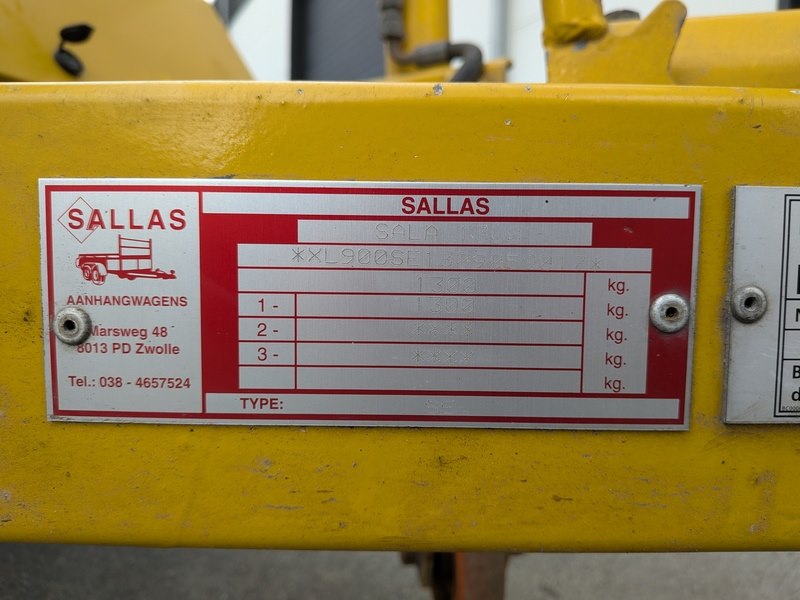 SALLAS
AANHANGWAGENS
Marsweg 48
8013 PD Zwolle
Tel.: 038 - 4657524
SALLAS
1300 kg.
1- 1300 kg.
2- **** kg.
3- **** kg.
kg.
TYPE:
B
d